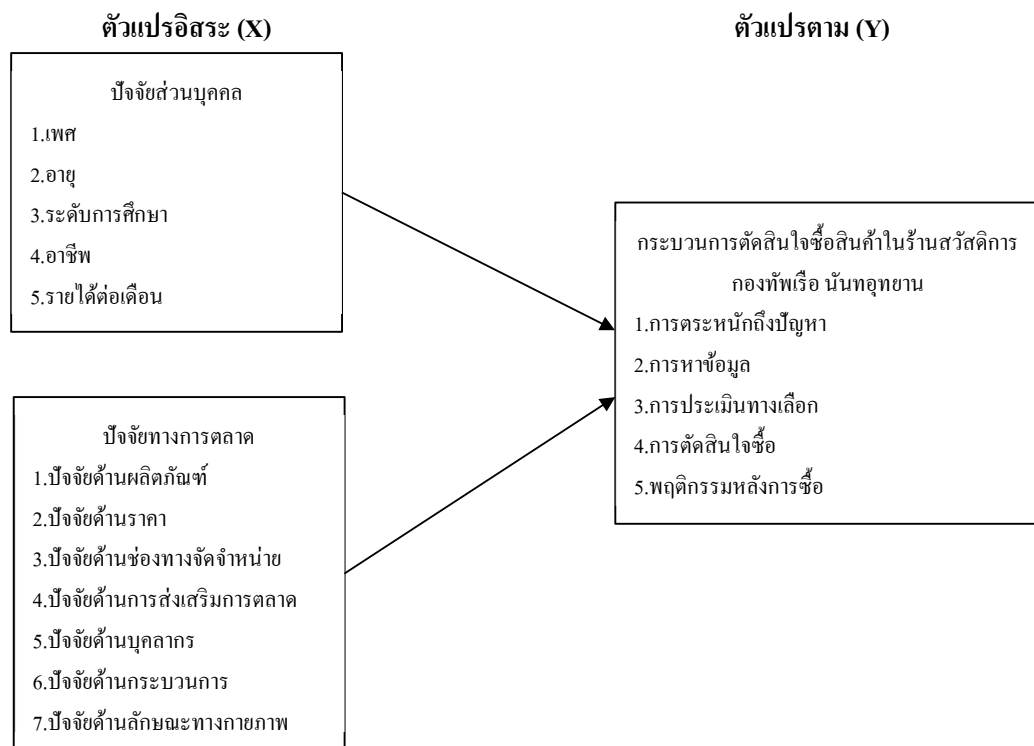 ตัวแปรอิสระ (X)
ตัวแปรตาม (Y)
ปัจจัยส่วนบุคคล
1.เพศ
2.อายุ
3.ระดับการศึกษา
4.อาชีพ
5.รายได้ต่อเดือน
ปัจจัยทางการตลาด
1.ปัจจัยด้านผลิตภัณฑ์
2.ปัจจัยด้านราคา
3.ปัจจัยด้านช่องทางจัดจำหน่าย
4.ปัจจัยด้านการส่งเสริมการตลาด
5.ปัจจัยด้านบุคลากร
6.ปัจจัยด้านกระบวนการ
7.ปัจจัยด้านลักษณะทางกายภาพ
กระบวนการตัดสินใจซื้อสินค้าในร้านสวัสดิการ
กองทัพเรือ นันทอุทยาน
1.การตระหนักถึงปัญหา
2.การหาข้อมูล
3.การประเมินทางเลือก
4.การตัดสินใจซื้อ
5.พฤติกรรมหลังการซื้อ